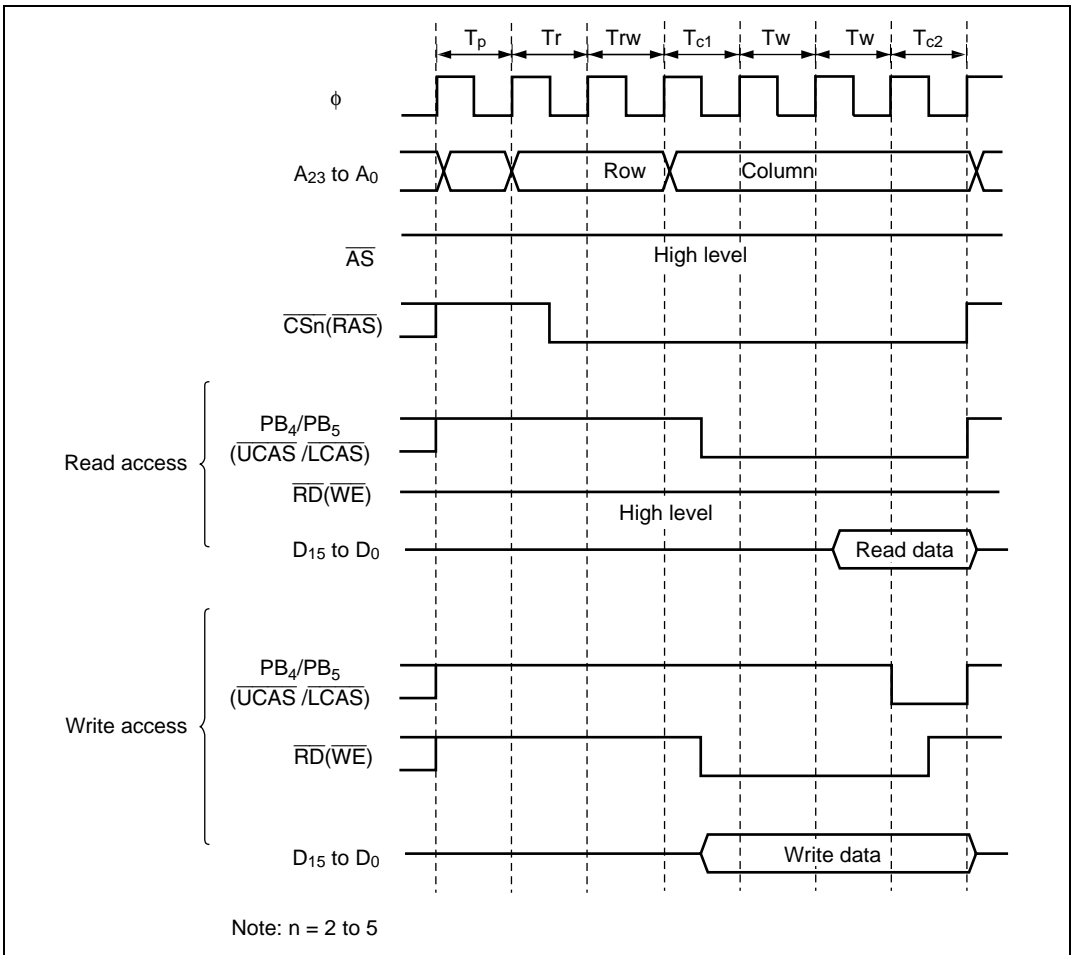 Tp Tr Trw Tc1 Tw Tw Tc2
ϕ
A23 to A0 Row Column
AS High level
CSn(RAS)
PB4/PB5
(UCAS /LCAS)
Read access
RD(WE)
High level
D15 to D0 Read data
PB4/PB5
(UCAS /LCAS)
Write access
RD(WE)
D15 to D0 Write data
Note: n = 2 to 5